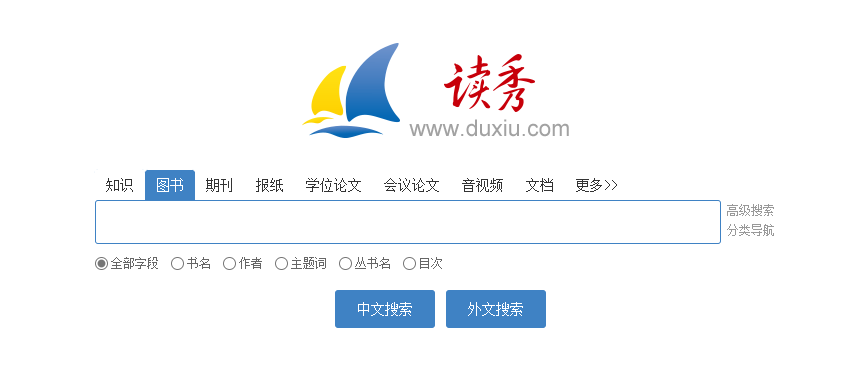 读秀
www.duxiu.com
知识 图书 期刊 报纸 学位论文 会议论文 音视频 文档 更多>>
高级搜索
分类导航
全部字段 书名 作者 主题词 丛书名 目次
中文搜索 外文搜索